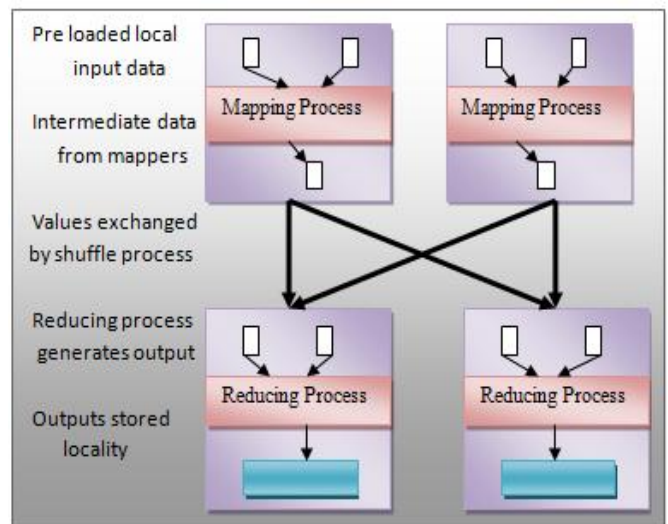 Pre loaded local
input data
Mapping Process
Mapping Process
Intermediate data
from mappers
Values exchanged
by shuffle process
Reducing process
generates output
Reducing Process
Reducing Process
Outputs stored
locality